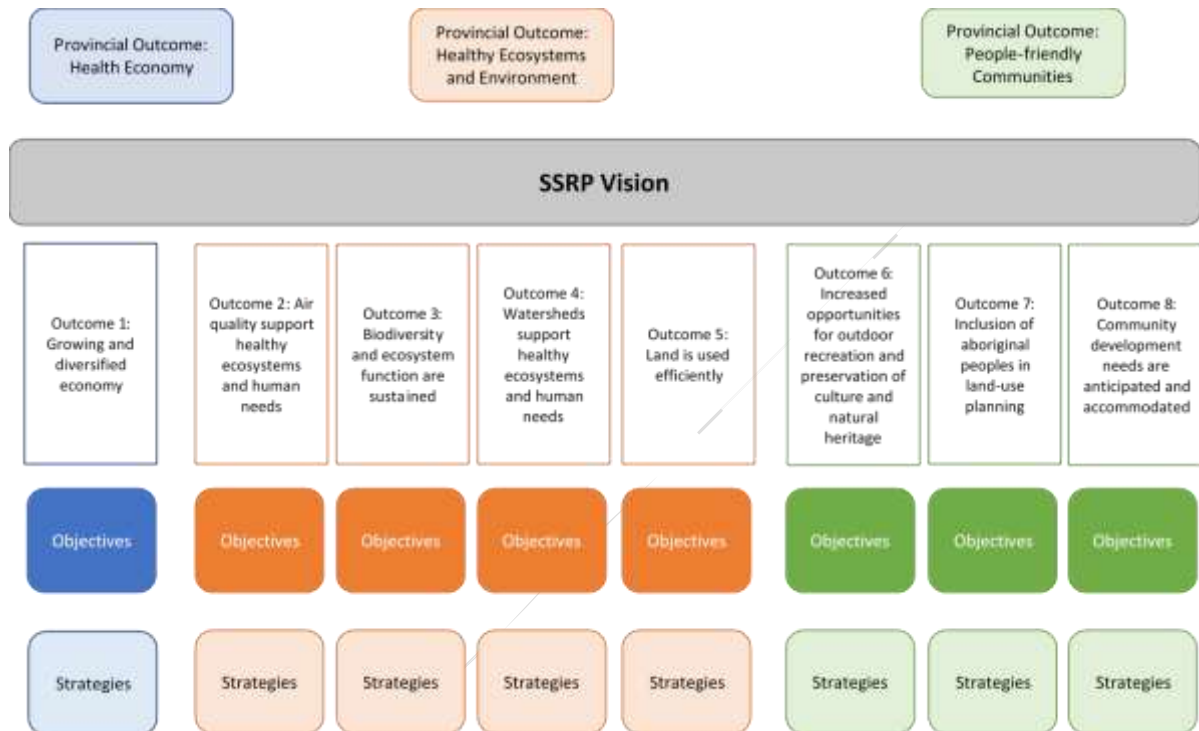 Provincial Outcome:
Health Economy
Provincial Outcome:
Healthy Ecosystems
and Environment
Provincial Outcome:
People-friendly
Communities
SSRP Vision
Outcome 1:
Growing and
diversified
economy
Outcome 2: Air
quality support
healthy
ecosystems
and human
needs
Outcome 3:
Biodiversity
and ecosystem
function are
sustained
Outcome 4:
Watersheds
support
healthy
ecosystems
and human
needs
Outcome 5:
Land is used
efficiently
Outcome 6:
Increased
opportunities
for outdoor
recreation and
preservation of
culture and
natural
heritage
Outcome 7:
Inclusion of
aboriginal
peoples in
land-use
planning
Outcome 8:
Community
development
needs are
anticipated and
accommodated
Objectives
Objectives
Objectives
Objectives
Objectives
Objectives
Objectives
Objectives
Strategies
Strategies
Strategies
Strategies
Strategies
Strategies
Strategies
Strategies